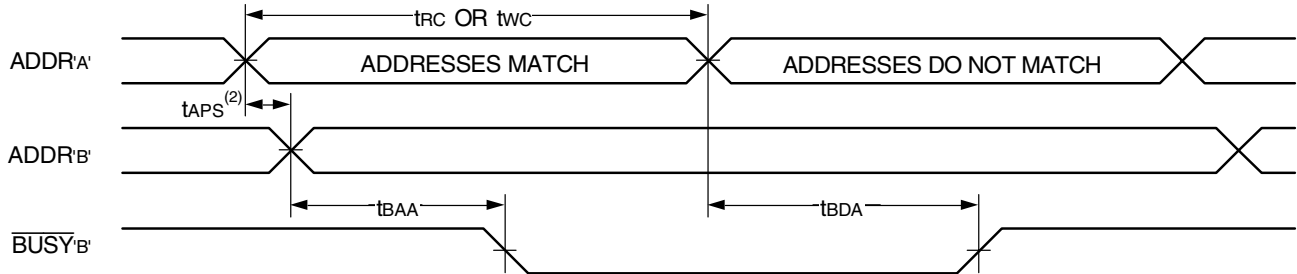 tRC OR tWC
ADDR'A'
ADDRESSES MATCH
ADDRESSES DO NOT MATCH
tAPS(2)
ADDR'B'
tBAA
tBDA
BUSY'B'